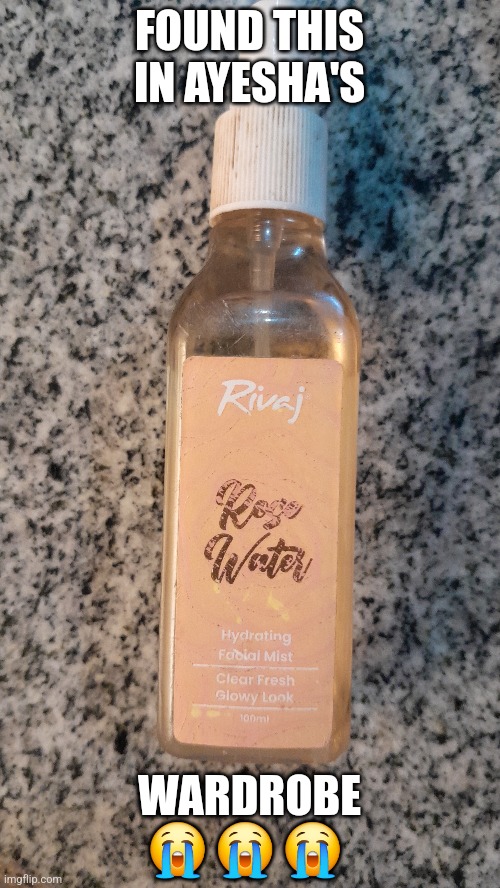 FOUND THIS
IN AYESHA'S
Rivaj
Rose
Water
Hydrating
Facial Mist
Clear Fresh
Glowy Look
100ml
WARDROBE
😭😭😭
imgflip.com